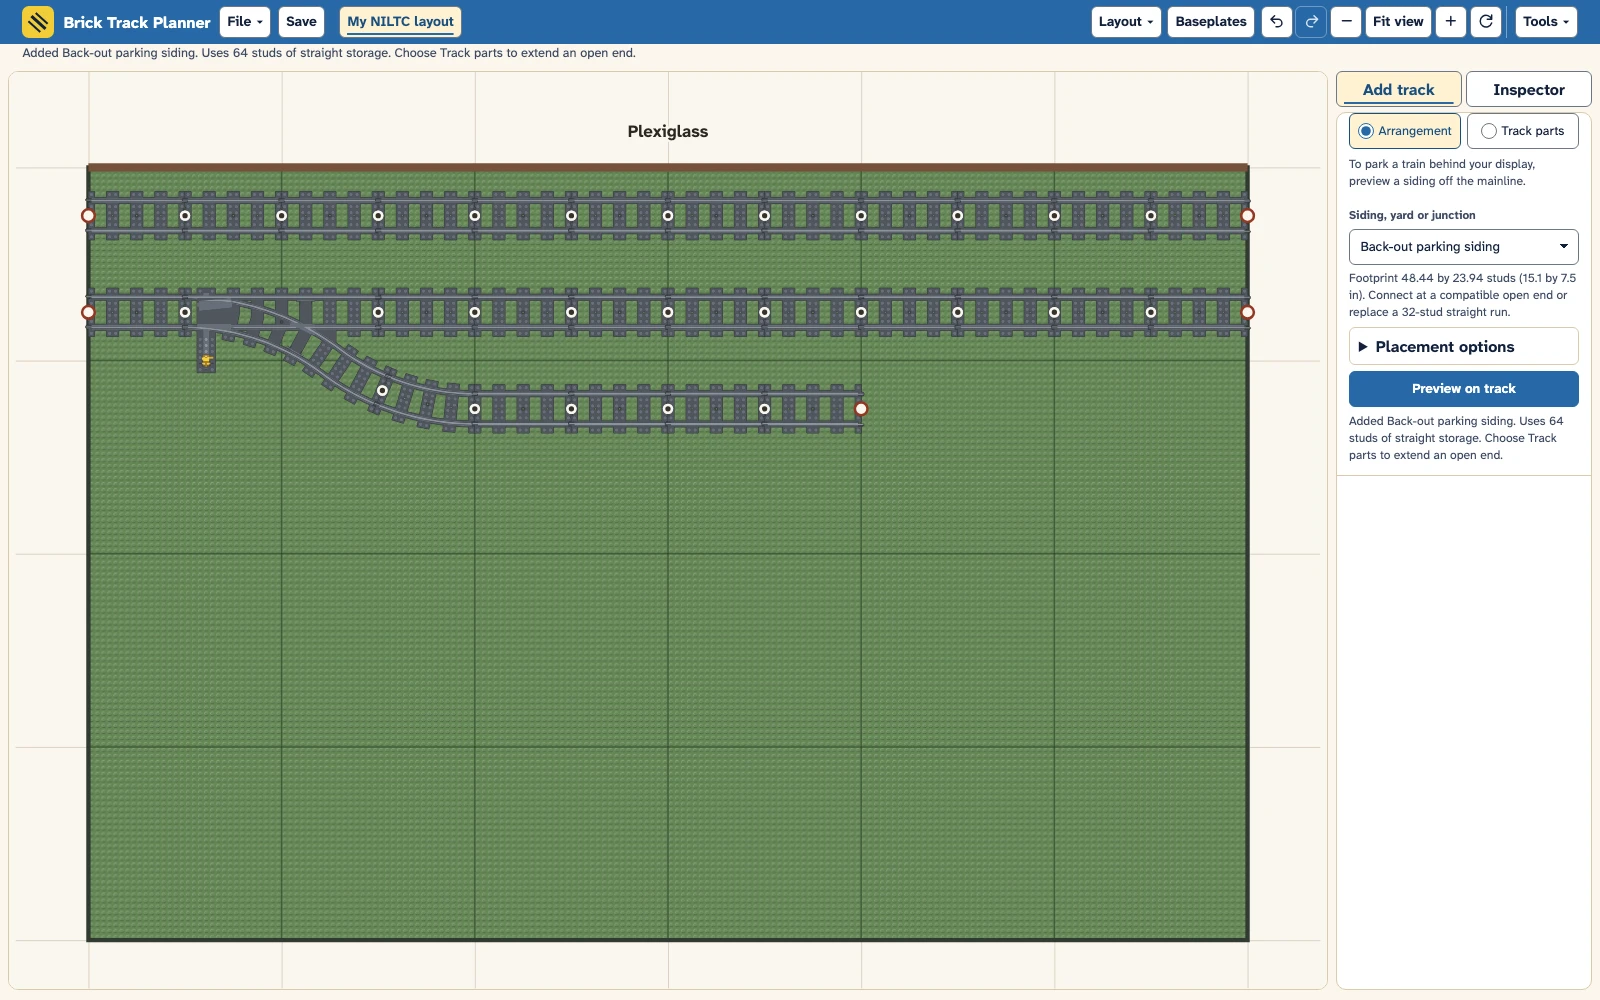 Brick Track Planner
File
Save
My NILTC layout
Layout
Baseplates
Fit view
Tools
Added Back-out parking siding. Uses 64 studs of straight storage. Choose Track parts to extend an open end.
Plexiglass
Add track
Inspector
Arrangement
Track parts
To park a train behind your display,
preview a siding off the mainline.
Siding, yard or junction
Back-out parking siding
Footprint 48.44 by 23.94 studs (15.1 by 7.5
in). Connect at a compatible open end or
replace a 32-stud straight run.
Placement options
Preview on track
Added Back-out parking siding. Uses 64
studs of straight storage. Choose Track
parts to extend an open end.